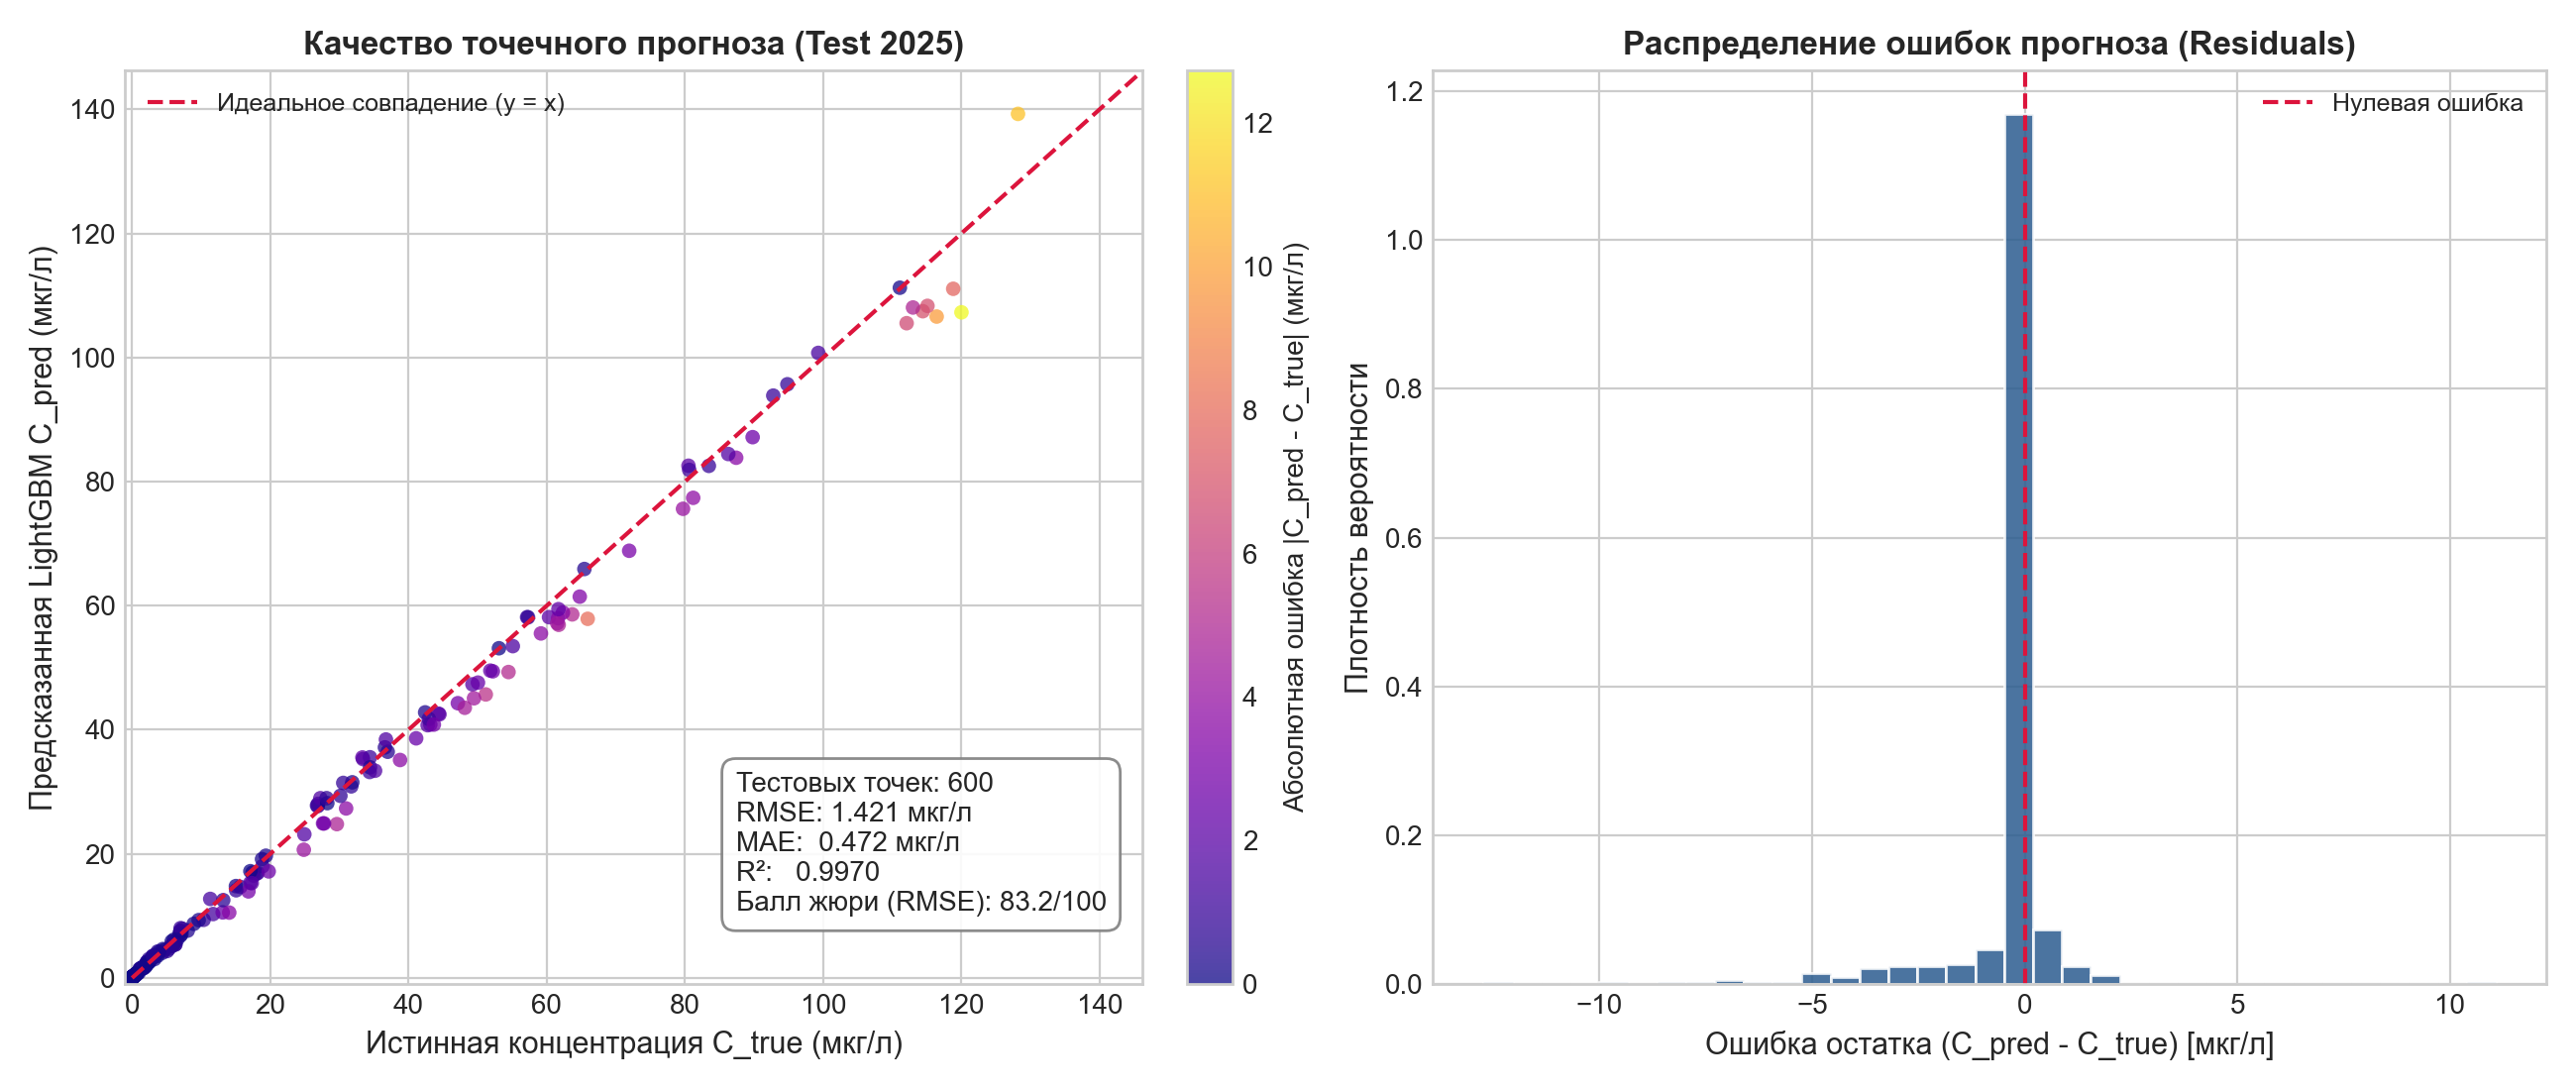 Качество точечного прогноза (Test 2025)
Идеальное совпадение (y = x)
Предсказанная LightGBM C_pred (мкг/л)
140
120
100
80
60
40
20
0
0 20 40 60 80 100 120 140
Истинная концентрация C_true (мкг/л)
Тестовых точек: 600
RMSE: 1.421 мкг/л
MAE: 0.472 мкг/л
R²: 0.9970
Балл жюри (RMSE): 83.2/100
12
10
8
6
4
2
0
Абсолютная ошибка |C_pred - C_true| (мкг/л)
Распределение ошибок прогноза (Residuals)
Нулевая ошибка
Плотность вероятности
1.2
1.0
0.8
0.6
0.4
0.2
0.0
−10 −5 0 5 10
Ошибка остатка (C_pred - C_true) [мкг/л]